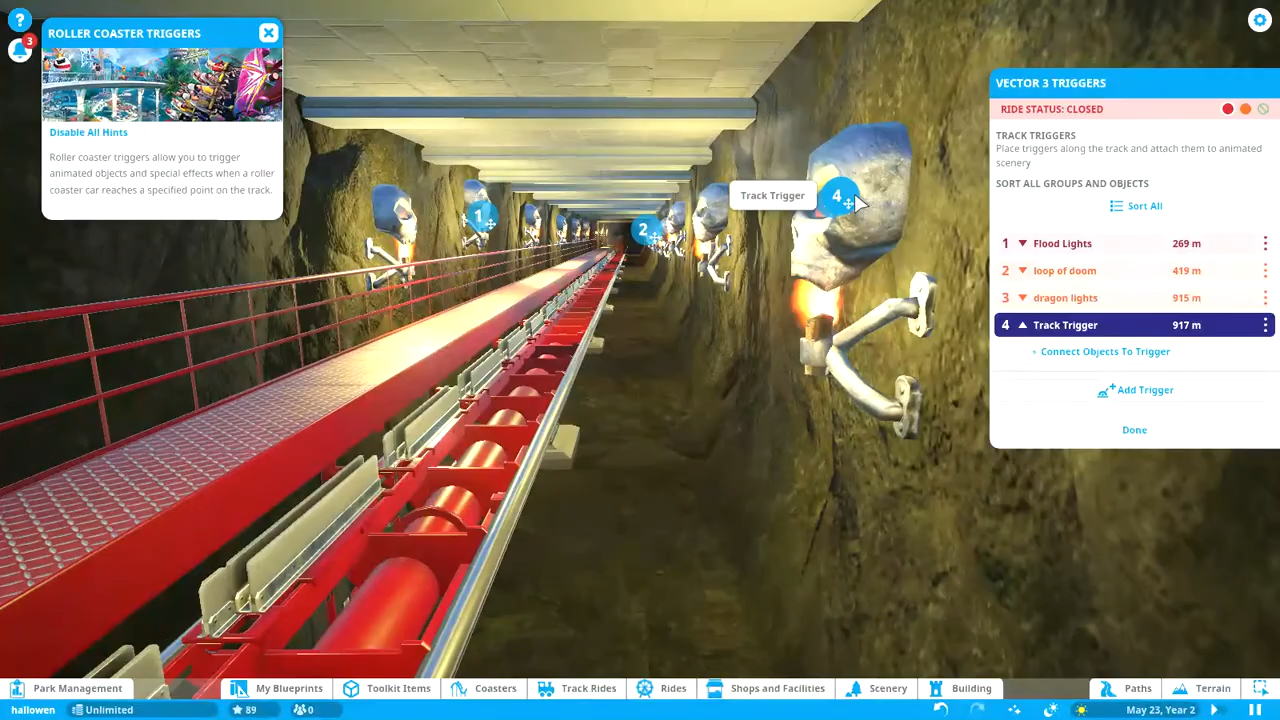 ?
3
ROLLER COASTER TRIGGERS
Disable All Hints
Roller coaster triggers allow you to trigger
animated objects and special effects when a roller
coaster car reaches a specified point on the track.
1
2
Track Trigger
4
VECTOR 3 TRIGGERS
RIDE STATUS: CLOSED
TRACK TRIGGERS
Place triggers along the track and attach them to animated
scenery
SORT ALL GROUPS AND OBJECTS
Sort All
1 Flood Lights 269 m
2 loop of doom 419 m
3 dragon lights 915 m
4 Track Trigger 917 m
+ Connect Objects To Trigger
Add Trigger
Done
Park Management My Blueprints Toolkit Items Coasters Track Rides Rides Shops and Facilities Scenery Building Paths Terrain
hallowen Unlimited 89 0 May 23, Year 2